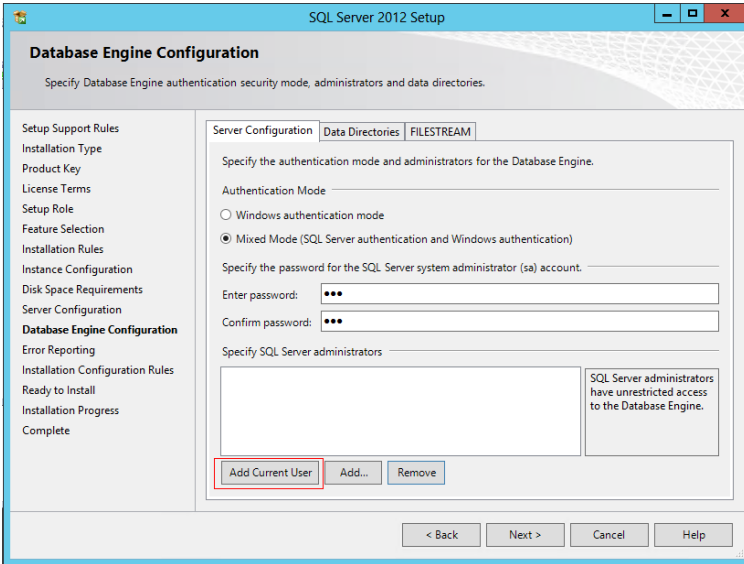 SQL Server 2012 Setup
Database Engine Configuration
Specify Database Engine authentication security mode, administrators and data directories.
Setup Support Rules
Installation Type
Product Key
License Terms
Setup Role
Feature Selection
Installation Rules
Instance Configuration
Disk Space Requirements
Server Configuration
Database Engine Configuration
Error Reporting
Installation Configuration Rules
Ready to Install
Installation Progress
Complete
Server Configuration Data Directories FILESTREAM
Specify the authentication mode and administrators for the Database Engine.
Authentication Mode
Windows authentication mode
Mixed Mode (SQL Server authentication and Windows authentication)
Specify the password for the SQL Server system administrator (sa) account.
Enter password: ●●●
Confirm password: ●●●
Specify SQL Server administrators
SQL Server administrators
have unrestricted access
to the Database Engine.
Add Current User Add... Remove
< Back Next > Cancel Help